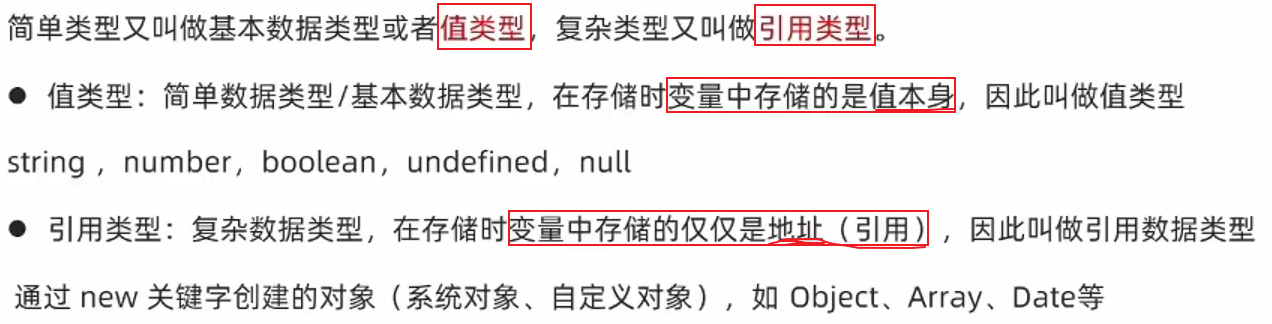 简单类型又叫做基本数据类型或者值类型，复杂类型又叫做引用类型。
● 值类型：简单数据类型/基本数据类型，在存储时变量中存储的是值本身，因此叫做值类型
string ，number，boolean，undefined，null
● 引用类型：复杂数据类型，在存储时变量中存储的仅仅是地址（引用），因此叫做引用数据类型
通过 new 关键字创建的对象（系统对象、自定义对象），如 Object、Array、Date等